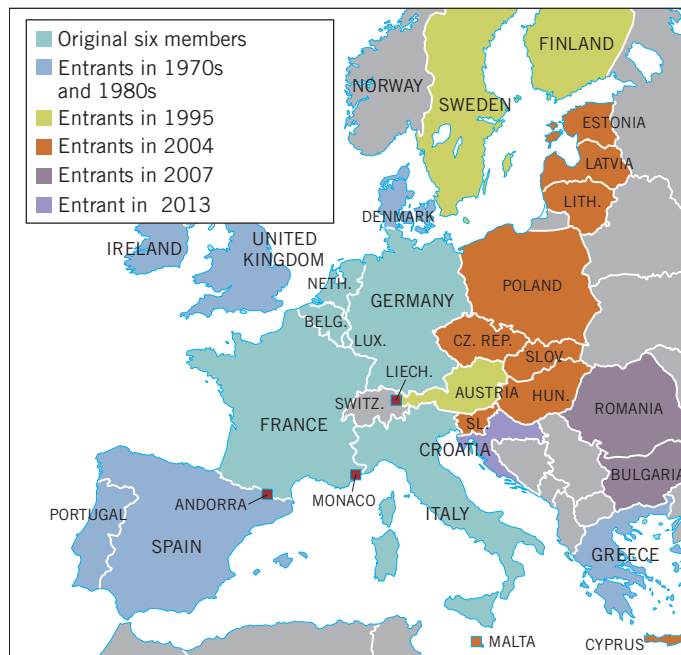 Original six members
Entrants in 1970s
and 1980s
Entrants in 1995
Entrants in 2004
Entrants in 2007
Entrant in 2013
FINLAND
NORWAY
SWEDEN
ESTONIA
LATVIA
LITH.
DENMARK
IRELAND
UNITED
KINGDOM
NETH.
GERMANY
POLAND
BELG.
LUX.
CZ. REP.
SLOV.
LIECH.
AUSTRIA
HUN.
SWITZ.
ROMANIA
FRANCE
SL.
CROATIA
BULGARIA
ANDORRA
MONACO
PORTUGAL
ITALY
SPAIN
GREECE
MALTA
CYPRUS